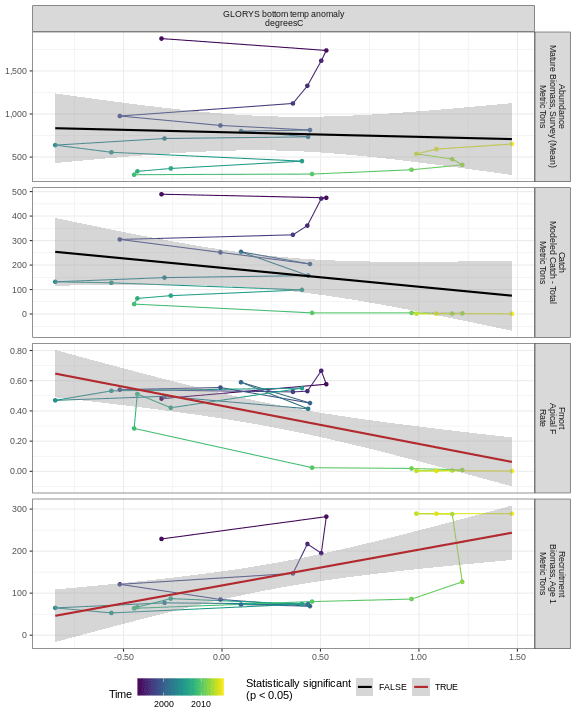 GLORYS bottom temp anomaly
degreesC
1,500
1,000
500
Abundance
Mature Biomass, Survey (Mean)
Metric Tons
500
400
300
200
100
0
Catch
Modeled Catch - Total
Metric Tons
0.80
0.60
0.40
0.20
0.00
Fmort
Apical F
Rate
300
200
100
0
Recruitment
Biomass, Age 1
Metric Tons
-0.50
0.00
0.50
1.00
1.50
Time
2000
2010
Statistically significant
(p < 0.05)
FALSE
TRUE